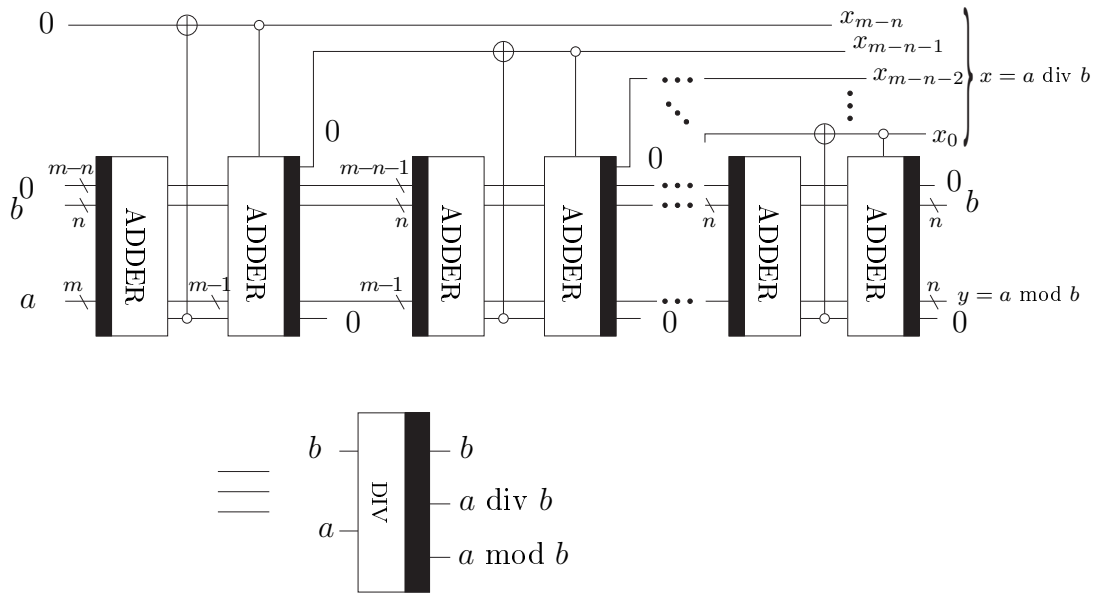 0
x_{m−n}
x_{m−n−1}
x_{m−n−2}
x = a div b
x_0
0
0
m−n
m−n−1
0
0
b
n
n
n
n
b
ADDER
ADDER
ADDER
ADDER
ADDER
ADDER
a
m
m−1
m−1
n
y = a mod b
0
0
0
b
b
DIV
a div b
a
a mod b